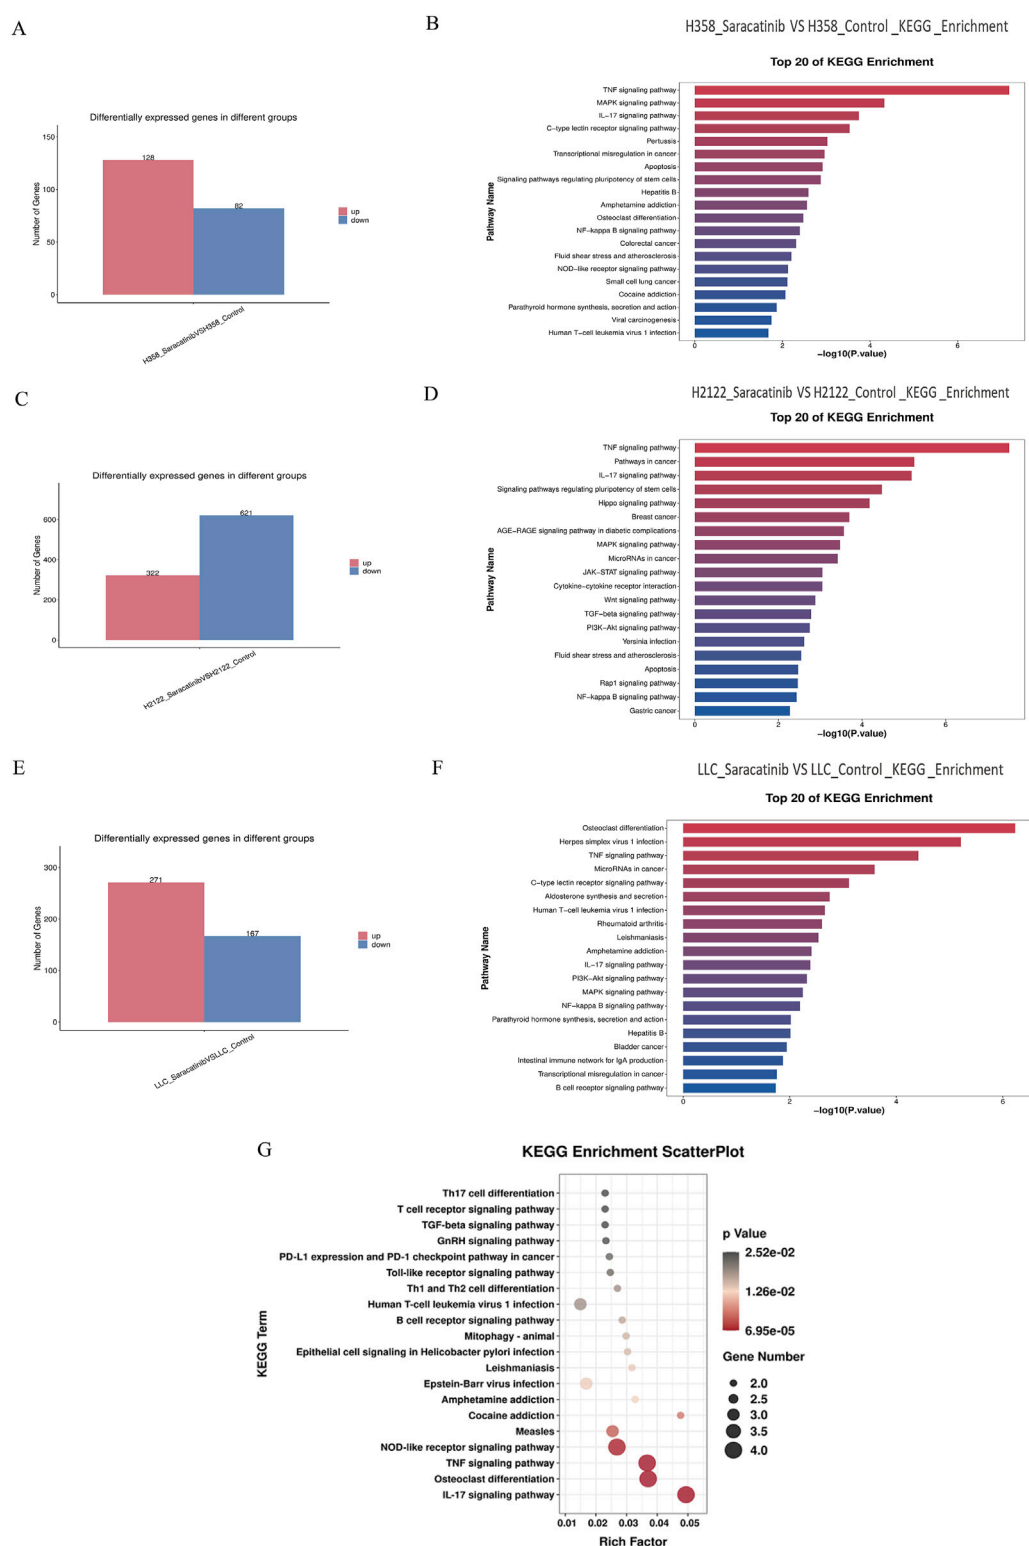 A
Differentially expressed genes in different groups
Number of Genes
150
100
50
0
128
82
up
down
H358_SaracatinibVSH358_Control
B
H358_Saracatinib VS H358_Control _KEGG _Enrichment
Top 20 of KEGG Enrichment
Pathway Name
TNF signaling pathway
MAPK signaling pathway
IL−17 signaling pathway
C−type lectin receptor signaling pathway
Pertussis
Transcriptional misregulation in cancer
Apoptosis
Signaling pathways regulating pluripotency of stem cells
Hepatitis B
Amphetamine addiction
Osteoclast differentiation
NF−kappa B signaling pathway
Colorectal cancer
Fluid shear stress and atherosclerosis
NOD−like receptor signaling pathway
Small cell lung cancer
Cocaine addiction
Parathyroid hormone synthesis, secretion and action
Viral carcinogenesis
Human T−cell leukemia virus 1 infection
0 2 4 6
−log10(P.value)
C
Differentially expressed genes in different groups
Number of Genes
600
400
200
0
322
621
up
down
H2122_SaracatinibVSH2122_Control
D
H2122_Saracatinib VS H2122_Control _KEGG _Enrichment
Top 20 of KEGG Enrichment
Pathway Name
TNF signaling pathway
Pathways in cancer
IL−17 signaling pathway
Signaling pathways regulating pluripotency of stem cells
Hippo signaling pathway
Breast cancer
AGE−RAGE signaling pathway in diabetic complications
MAPK signaling pathway
MicroRNAs in cancer
JAK−STAT signaling pathway
Cytokine−cytokine receptor interaction
Wnt signaling pathway
TGF−beta signaling pathway
PI3K−Akt signaling pathway
Yersinia infection
Fluid shear stress and atherosclerosis
Apoptosis
Rap1 signaling pathway
NF−kappa B signaling pathway
Gastric cancer
0 2 4 6
−log10(P.value)
E
Differentially expressed genes in different groups
Number of Genes
300
200
100
0
271
167
up
down
LLC_SaracatinibVSLLC_Control
F
LLC_Saracatinib VS LLC_Control _KEGG _Enrichment
Top 20 of KEGG Enrichment
Pathway Name
Osteoclast differentiation
Herpes simplex virus 1 infection
TNF signaling pathway
MicroRNAs in cancer
C−type lectin receptor signaling pathway
Aldosterone synthesis and secretion
Human T−cell leukemia virus 1 infection
Rheumatoid arthritis
Leishmaniasis
Amphetamine addiction
IL−17 signaling pathway
PI3K−Akt signaling pathway
MAPK signaling pathway
NF−kappa B signaling pathway
Parathyroid hormone synthesis, secretion and action
Hepatitis B
Bladder cancer
Intestinal immune network for IgA production
Transcriptional misregulation in cancer
B cell receptor signaling pathway
0 2 4 6
−log10(P.value)
G
KEGG Enrichment ScatterPlot
KEGG Term
Th17 cell differentiation
T cell receptor signaling pathway
TGF-beta signaling pathway
GnRH signaling pathway
PD-L1 expression and PD-1 checkpoint pathway in cancer
Toll-like receptor signaling pathway
Th1 and Th2 cell differentiation
Human T-cell leukemia virus 1 infection
B cell receptor signaling pathway
Mitophagy - animal
Epithelial cell signaling in Helicobacter pylori infection
Leishmaniasis
Epstein-Barr virus infection
Amphetamine addiction
Cocaine addiction
Measles
NOD-like receptor signaling pathway
TNF signaling pathway
Osteoclast differentiation
IL-17 signaling pathway
0.01 0.02 0.03 0.04 0.05
Rich Factor
p Value
2.52e-02
1.26e-02
6.95e-05
Gene Number
2.0
2.5
3.0
3.5
4.0